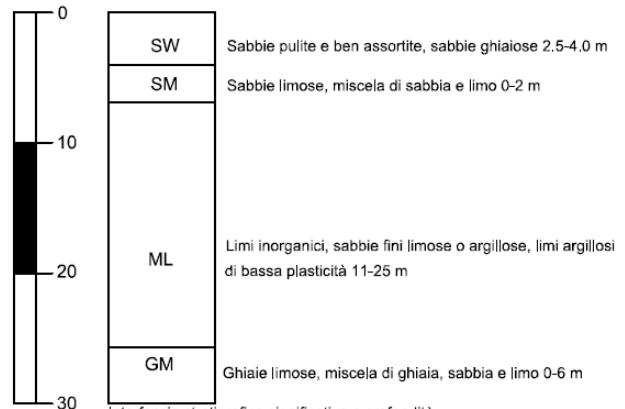 0
SW
Sabbie pulite e ben assortite, sabbie ghiaiose 2.5-4.0 m
SM
Sabbie limose, miscela di sabbia e limo 0-2 m
10
ML
Limi inorganici, sabbie fini limose o argillose, limi argillosi
di bassa plasticità 11-25 m
20
GM
Ghiaie limose, miscela di ghiaia, sabbia e limo 0-6 m
30